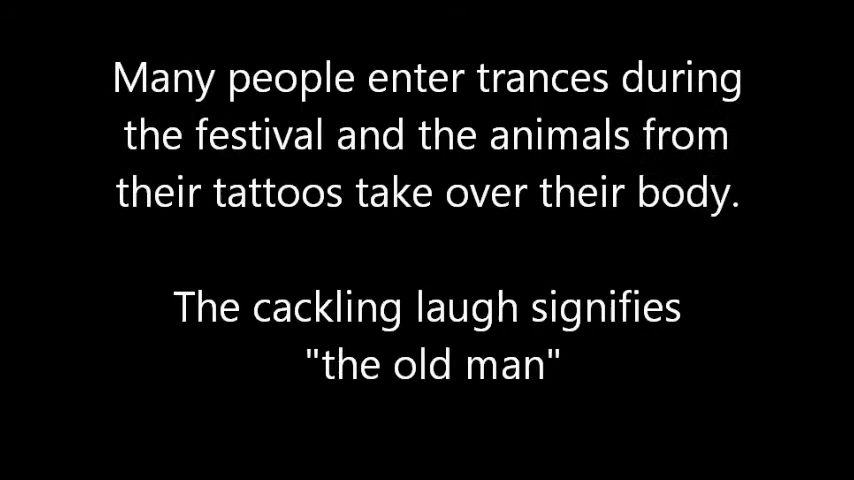 Many people enter trances during
the festival and the animals from
their tattoos take over their body.
The cackling laugh signifies
"the old man"